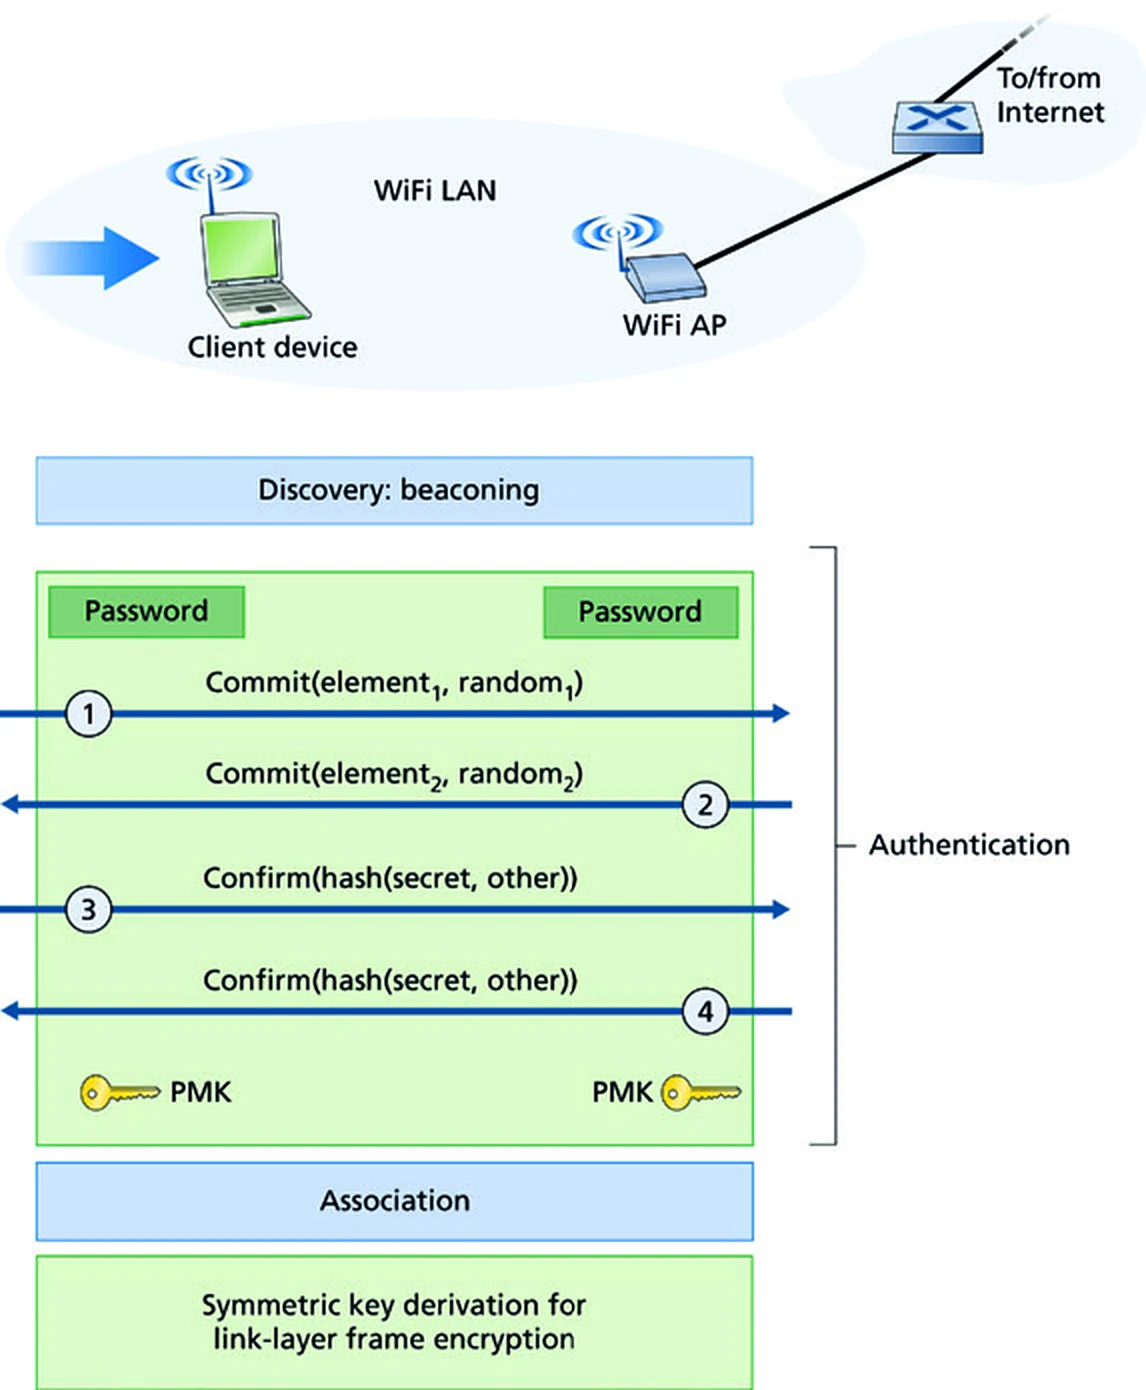 To/from
Internet
WiFi LAN
WiFi AP
Client device
Discovery: beaconing
Password
Password
Commit(element₁, random₁)
1
Commit(element₂, random₂)
2
Authentication
Confirm(hash(secret, other))
3
Confirm(hash(secret, other))
4
PMK
PMK
Association
Symmetric key derivation for
link-layer frame encryption